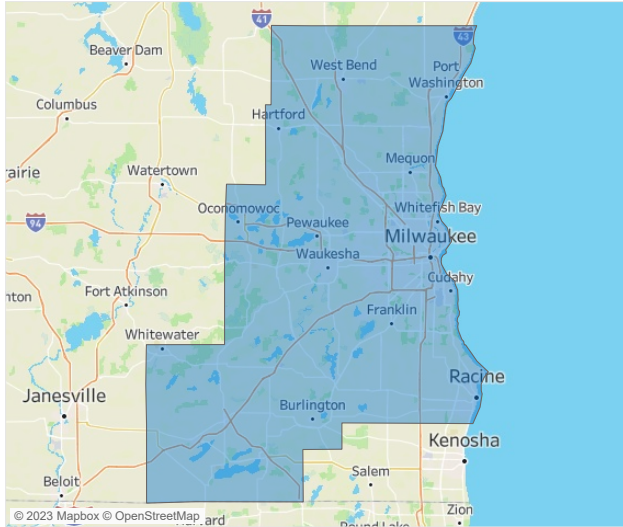 41
43
Beaver Dam
West Bend
Port
Washington
Columbus
Hartford
rairie
Watertown
Mequon
Oconomowoc
Whitefish Bay
94
Pewaukee
Milwaukee
Waukesha
Cudahy
nton
Fort Atkinson
Franklin
Whitewater
Racine
Janesville
Burlington
Kenosha
Salem
Beloit
Zion
© 2023 Mapbox © OpenStreetMap